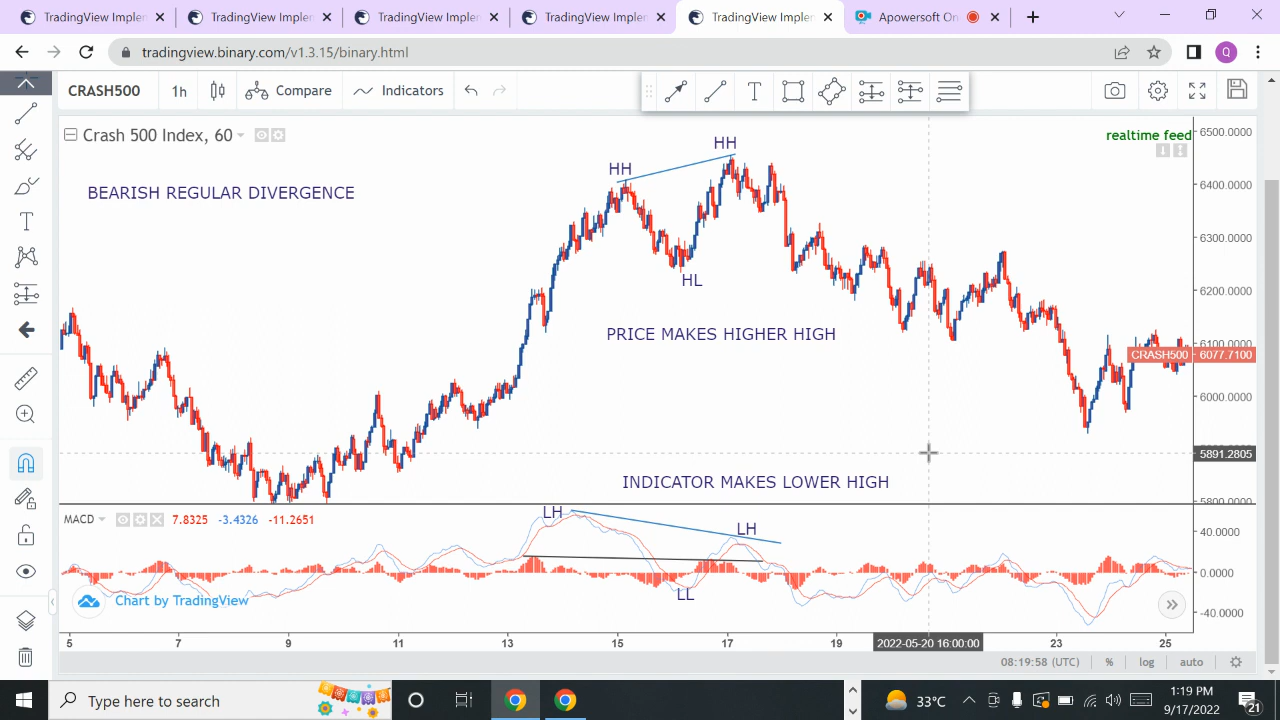 TradingView Implem
TradingView Implem
TradingView Implem
TradingView Implem
TradingView Implem
Apowersoft On
tradingview.binary.com/v1.3.15/binary.html
Q
CRASH500
1h
Compare
Indicators
T
Crash 500 Index, 60
realtime feed
6500.0000
HH
HH
6400.0000
BEARISH REGULAR DIVERGENCE
T
6300.0000
HL
6200.0000
PRICE MAKES HIGHER HIGH
6100.0000
CRASH500 6077.7100
6000.0000
5891.2805
INDICATOR MAKES LOWER HIGH
5800.0000
MACD 7.8325 -3.4326 -11.2651
LH
LH
40.0000
0.0000
LL
Chart by TradingView
-40.0000
5 7 9 11 13 15 17 19 2022-05-20 16:00:00 23 25
08:19:58 (UTC) % log auto
Type here to search
33°C
1:19 PM
9/17/2022
21